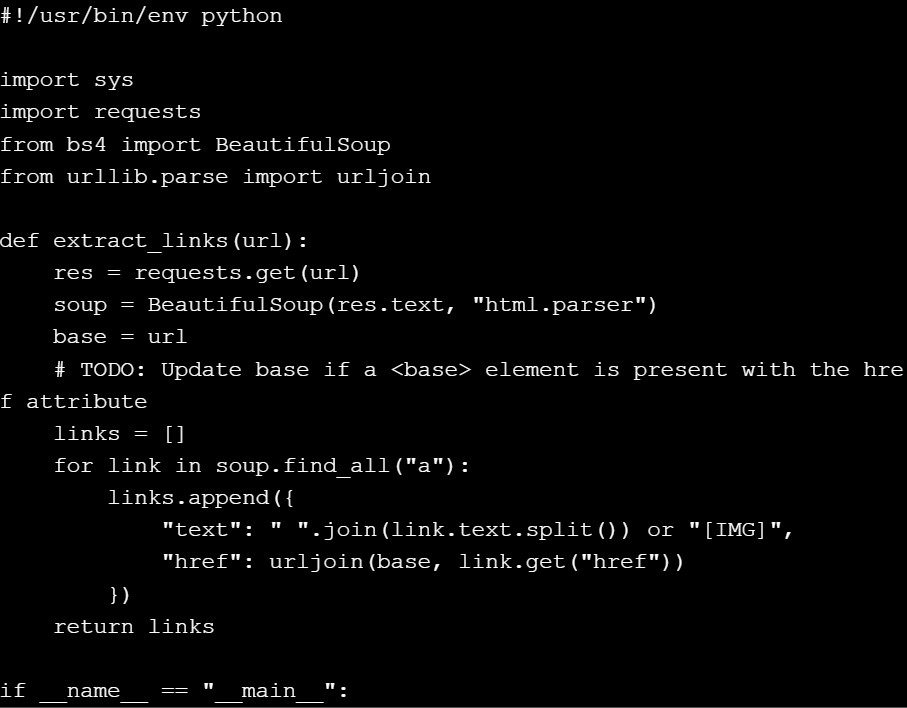 #!/usr/bin/env python

import sys
import requests
from bs4 import BeautifulSoup
from urllib.parse import urljoin

def extract_links(url):
    res = requests.get(url)
    soup = BeautifulSoup(res.text, "html.parser")
    base = url
    # TODO: Update base if a <base> element is present with the hre
f attribute
    links = []
    for link in soup.find_all("a"):
        links.append({
            "text": " ".join(link.text.split()) or "[IMG]",
            "href": urljoin(base, link.get("href"))
        })
    return links

if __name__ == "__main__":